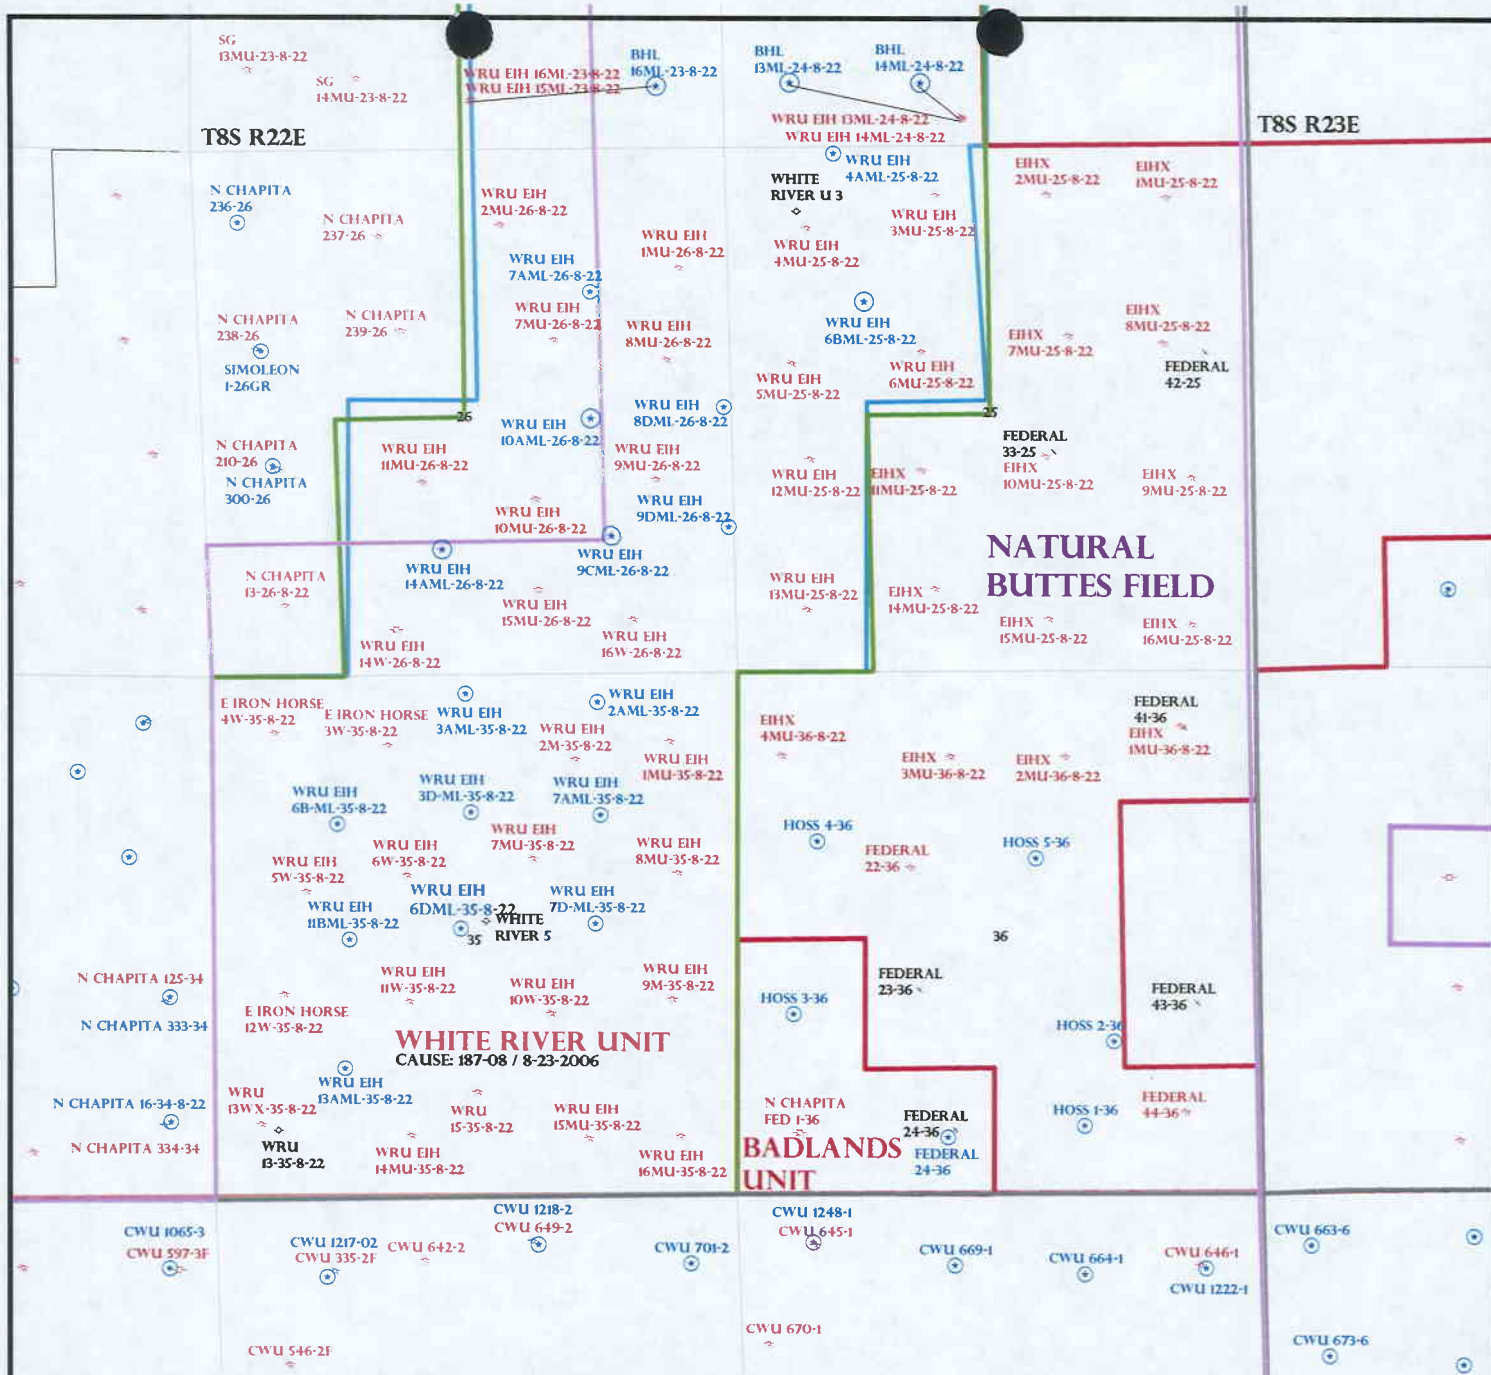 SG
13MU-23-8-22
SG
14MU-23-8-22
WRU EIH 16ML-23-8-22
WRU EIH 15ML-23-8-22
BHL
16ML-23-8-22
BHL
13ML-24-8-22
BHL
14ML-24-8-22
WRU EIH 13ML-24-8-22
WRU EIH 14ML-24-8-22
T8S R22E
T8S R23E
N CHAPITA
236-26
N CHAPITA
237-26
WRU EIH
2MU-26-8-22
WRU EIH
1MU-26-8-22
WRU EIH
4AML-25-8-22
WHITE
RIVER U 3
WRU EIH
3MU-25-8-22
WRU EIH
4MU-25-8-22
EIHX
2MU-25-8-22
EIHX
1MU-25-8-22
WRU EIH
7AML-26-8-22
WRU EIH
7MU-26-8-22
WRU EIH
8MU-26-8-22
N CHAPITA
238-26
N CHAPITA
239-26
SIMOLEON
1-26GR
WRU EIH
6BML-25-8-22
WRU EIH
5MU-25-8-22
WRU EIH
6MU-25-8-22
EIHX
7MU-25-8-22
EIHX
8MU-25-8-22
FEDERAL
42-25
26
25
WRU EIH
10AML-26-8-22
WRU EIH
8DML-26-8-22
N CHAPITA
210-26
N CHAPITA
300-26
WRU EIH
11MU-26-8-22
WRU EIH
9MU-26-8-22
WRU EIH
10MU-26-8-22
WRU EIH
9DML-26-8-22
WRU EIH
12MU-25-8-22
EIHX
11MU-25-8-22
FEDERAL
33-25
EIHX
10MU-25-8-22
EIHX
9MU-25-8-22
NATURAL
BUTTES FIELD
N CHAPITA
13-26-8-22
WRU EIH
14AML-26-8-22
WRU EIH
9CML-26-8-22
WRU EIH
15MU-26-8-22
WRU EIH
14W-26-8-22
WRU EIH
16W-26-8-22
WRU EIH
13MU-25-8-22
EIHX
14MU-25-8-22
EIHX
15MU-25-8-22
EIHX
16MU-25-8-22
E IRON HORSE
4W-35-8-22
E IRON HORSE
3W-35-8-22
WRU EIH
3AML-35-8-22
WRU EIH
2AML-35-8-22
WRU EIH
2M-35-8-22
WRU EIH
1MU-35-8-22
EIHX
4MU-36-8-22
EIHX
3MU-36-8-22
EIHX
2MU-36-8-22
FEDERAL
41-36
EIHX
1MU-36-8-22
WRU EIH
6B-ML-35-8-22
WRU EIH
3D-ML-35-8-22
WRU EIH
7AML-35-8-22
WRU EIH
5W-35-8-22
WRU EIH
6W-35-8-22
WRU EIH
7MU-35-8-22
WRU EIH
8MU-35-8-22
HOSS 4-36
FEDERAL
22-36
HOSS 5-36
WRU EIH
11BML-35-8-22
WRU EIH
6DML-35-8-22
WRU EIH
7D-ML-35-8-22
WHITE
RIVER 5
35
36
N CHAPITA 125-34
N CHAPITA 333-34
WRU EIH
11W-35-8-22
WRU EIH
10W-35-8-22
WRU EIH
9M-35-8-22
E IRON HORSE
12W-35-8-22
FEDERAL
23-36
HOSS 3-36
FEDERAL
43-36
HOSS 2-36
WHITE RIVER UNIT
CAUSE: 187-08 / 8-23-2006
N CHAPITA 16-34-8-22
N CHAPITA 334-34
WRU
13WX-35-8-22
WRU EIH
13AML-35-8-22
WRU
13-35-8-22
WRU
15-35-8-22
WRU EIH
15MU-35-8-22
WRU EIH
14MU-35-8-22
WRU EIH
16MU-35-8-22
N CHAPITA
FED 1-36
FEDERAL
24-36
FEDERAL
24-36
HOSS 1-36
FEDERAL
44-36
BADLANDS
UNIT
CWU 1065-3
CWU 597-3F
CWU 1217-02
CWU 335-2F
CWU 642-2
CWU 1218-2
CWU 649-2
CWU 701-2
CWU 1248-1
CWU 645-1
CWU 669-1
CWU 664-1
CWU 646-1
CWU 1222-1
CWU 663-6
CWU 546-2F
CWU 670-1
CWU 673-6